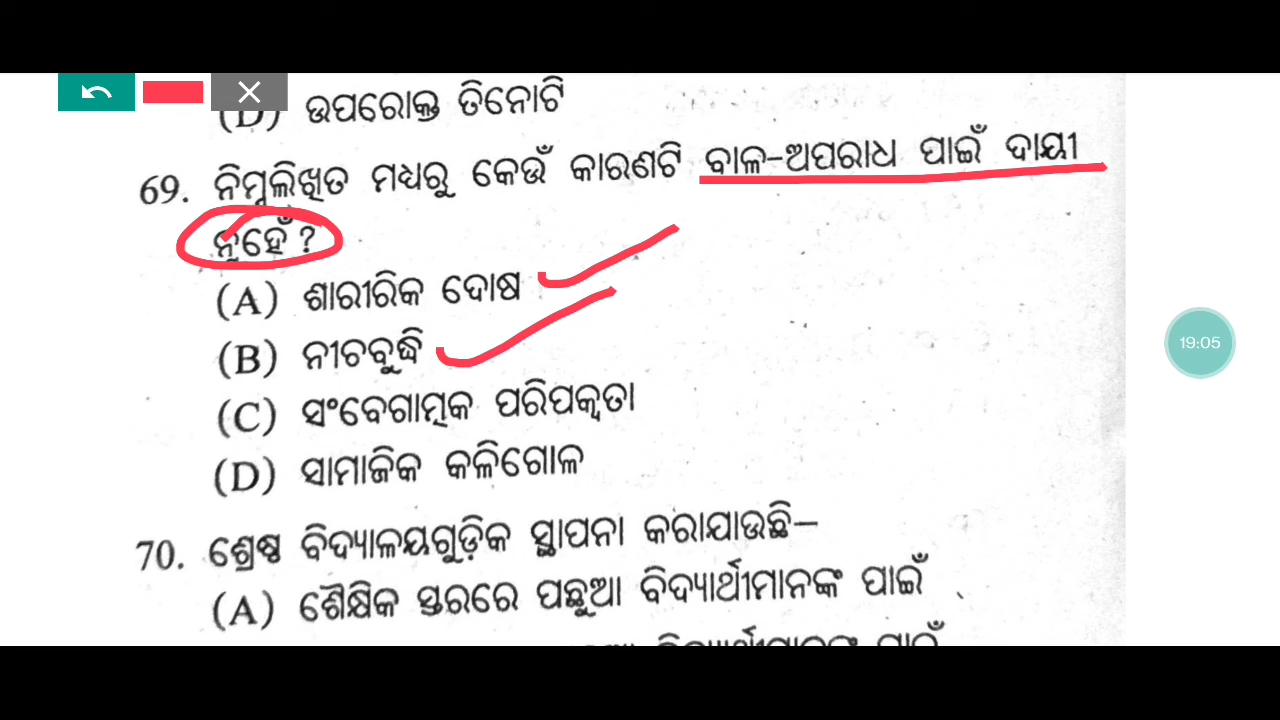 (D) ଉପରୋକ୍ତ ତିନୋଟି
69. ନିମ୍ନଲିଖିତ ମଧ୍ଯରୁ କେଉଁ କାରଣଟି ବାଳ-ଅପରାଧ ପାଇଁ ଦାୟୀ
ନୁହେଁ ?
(A) ଶାରୀରିକ ଦୋଷ
(B) ନୀଚବୁଦ୍ଧି
(C) ସଂବେଗାତ୍ମକ ପରିପକ୍ୱତା
(D) ସାମାଜିକ କଳିଗୋଳ
19:05
70. ଶ୍ରେଷ୍ଠ ବିଦ୍ୟାଳୟଗୁଡ଼ିକ ସ୍ଥାପନା କରାଯାଉଛି–
(A) ଶୈକ୍ଷିକ ସ୍ତରରେ ପଛୁଆ ବିଦ୍ୟାର୍ଥୀମାନଙ୍କ ପାଇଁ